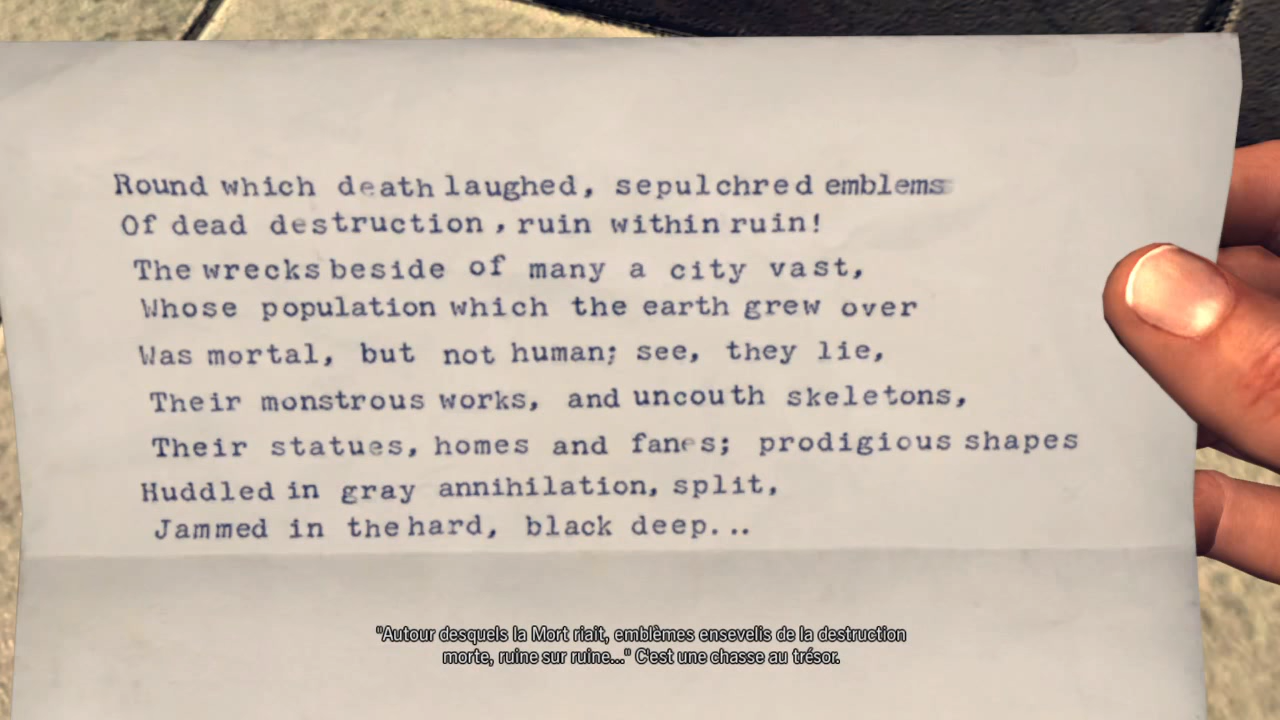 Round which death laughed, sepulchred emblems
Of dead destruction, ruin within ruin!
The wrecks beside of many a city vast,
Whose population which the earth grew over
Was mortal, but not human; see, they lie,
Their monstrous works, and uncouth skeletons,
Their statues, homes and fanes; prodigious shapes
Huddled in gray annihilation, split,
Jammed in the hard, black deep...
"Autour desquels la Mort riait, emblèmes ensevelis de la destruction
morte, ruine sur ruine..." C'est une chasse au trésor.